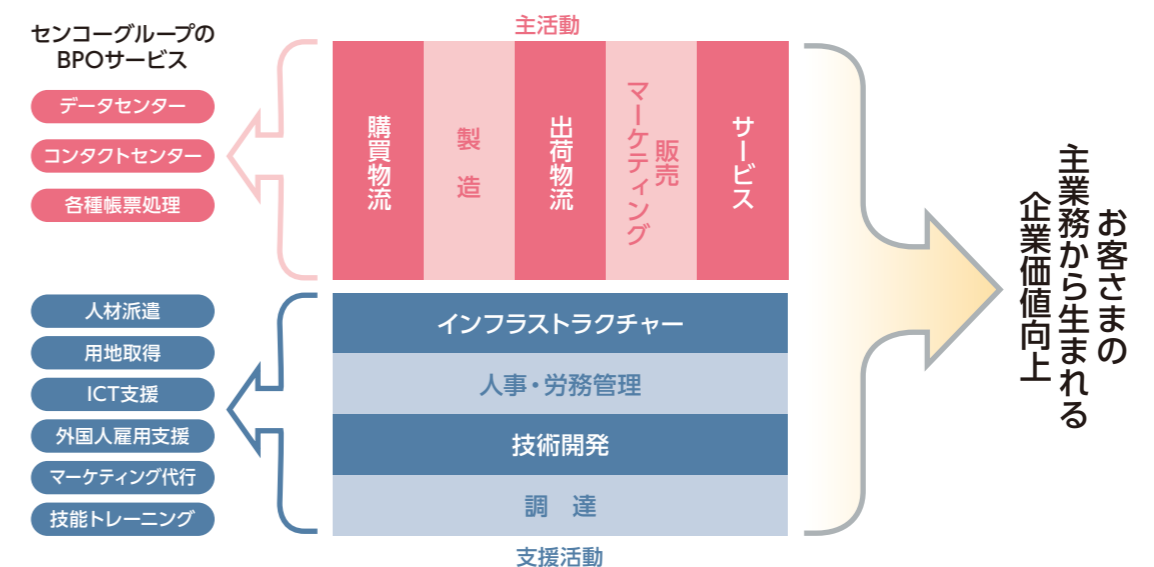 センコーグループの
BPOサービス
データセンター
コンタクトセンター
各種帳票処理
人材派遣
用地取得
ICT支援
外国人雇用支援
マーケティング代行
技能トレーニング
主活動
購買物流
製造
出荷物流
販売
マーケティング
サービス
インフラストラクチャー
人事・労務管理
技術開発
調達
支援活動
お客さまの
主業務から生まれる
企業価値向上